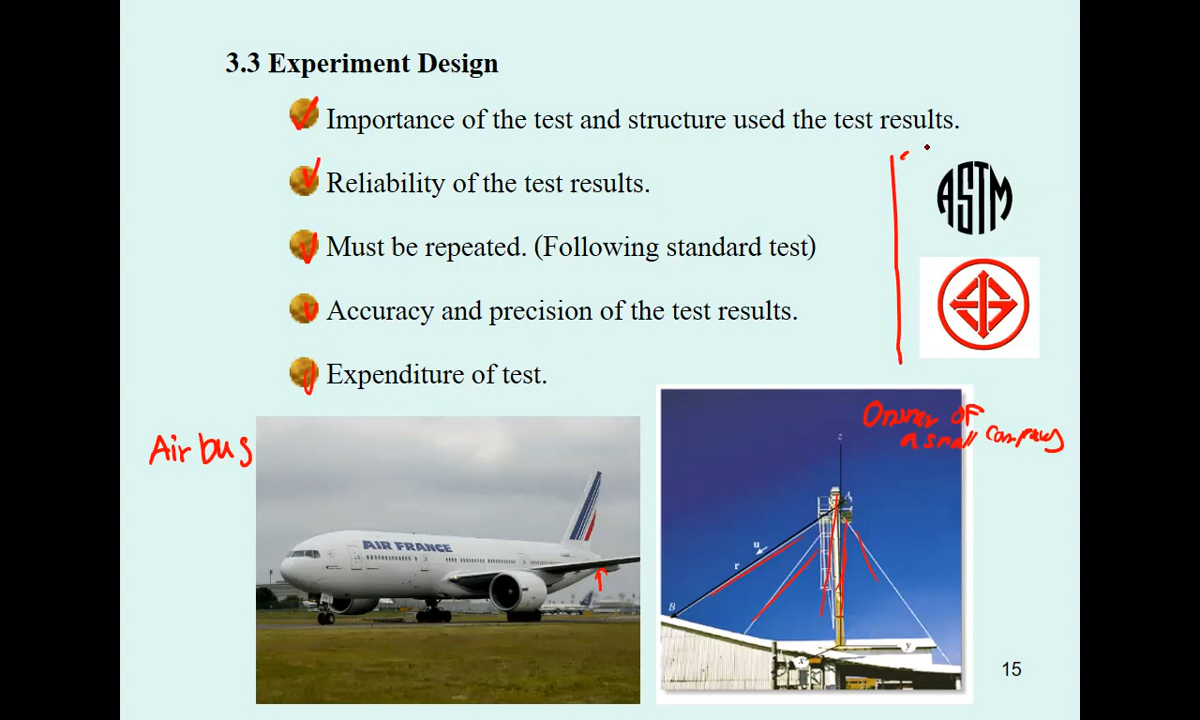 3.3 Experiment Design
Importance of the test and structure used the test results.
Reliability of the test results.
ASTM
Must be repeated. (Following standard test)
Accuracy and precision of the test results.
Expenditure of test.
Airbus
AIR FRANCE
Owner of
a small company
z
A
u
r
B
x
y
15